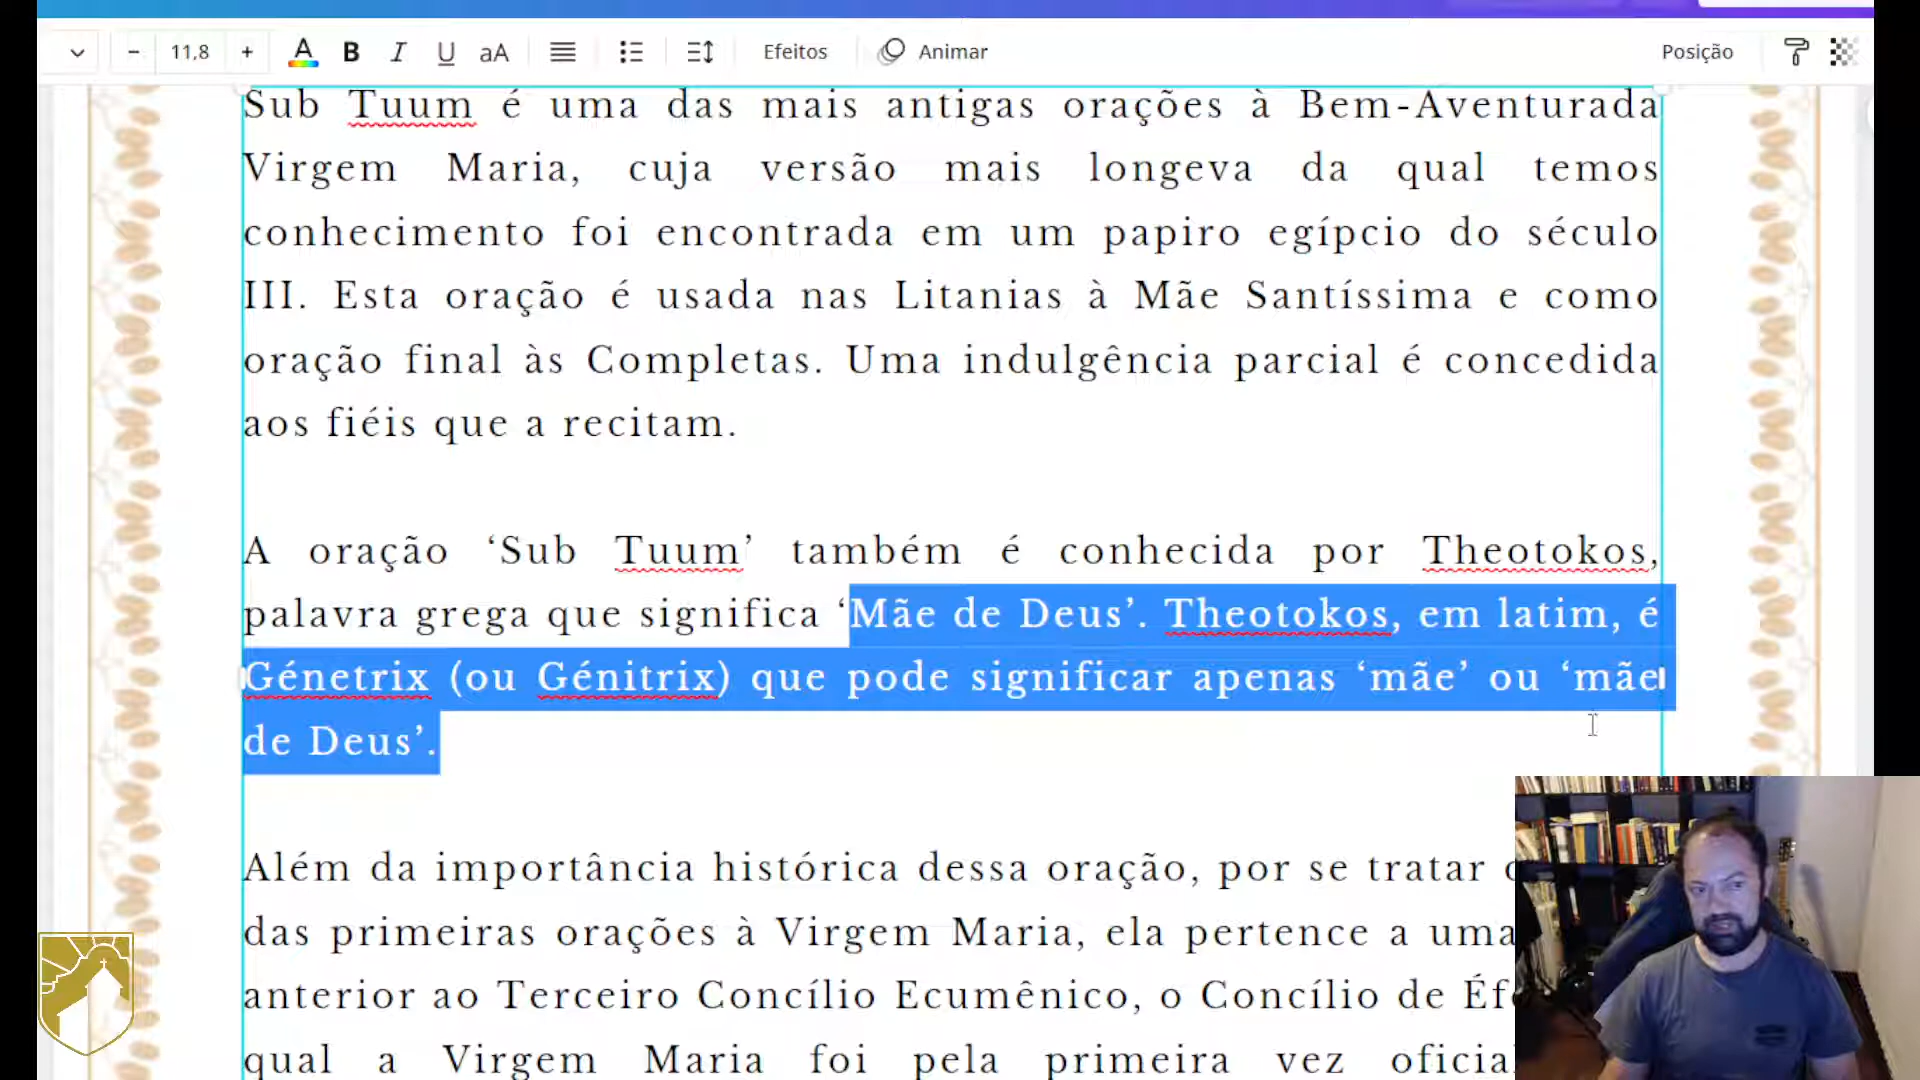 11,8
A B I U aA Efeitos Animar Posição
Sub Tuum é uma das mais antigas orações à Bem-Aventurada
Virgem Maria, cuja versão mais longeva da qual temos
conhecimento foi encontrada em um papiro egípcio do século
III. Esta oração é usada nas Litanias à Mãe Santíssima e como
oração final às Completas. Uma indulgência parcial é concedida
aos fiéis que a recitam.
A oração ‘Sub Tuum’ também é conhecida por Theotokos,
palavra grega que significa ‘Mãe de Deus’. Theotokos, em latim, é
Génetrix (ou Génitrix) que pode significar apenas ‘mãe’ ou ‘mãe
de Deus’.
Além da importância histórica dessa oração, por se tratar
das primeiras orações à Virgem Maria, ela pertence a uma
anterior ao Terceiro Concílio Ecumênico, o Concílio de
qual a Virgem Maria foi pela primeira vez